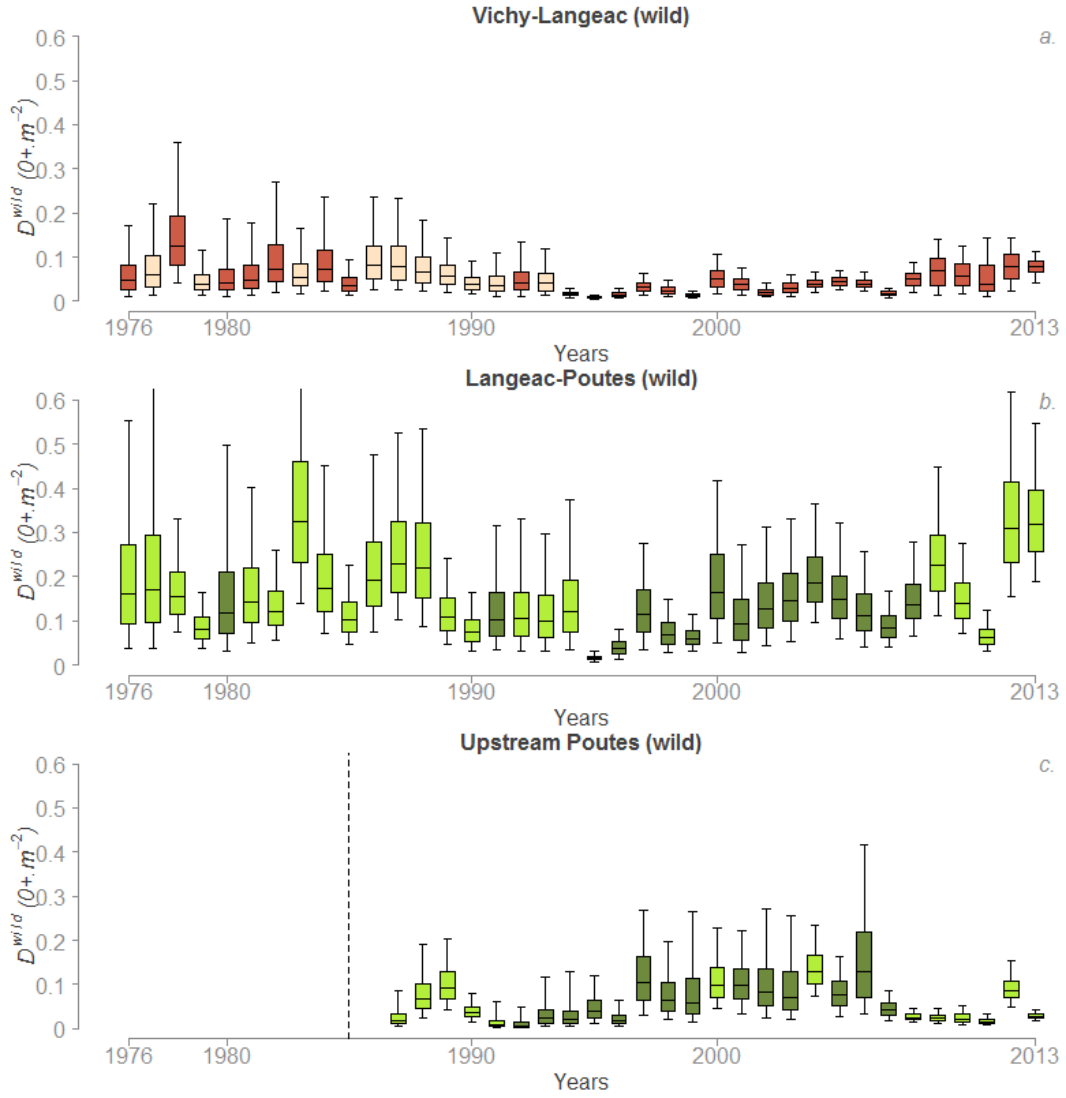 Vichy-Langeac (wild)
a.
0.6
0.5
0.4
0.3
0.2
0.1
0
D^wild (0+.m^−2)
1976 1980 1990 2000 2013
Years
Langeac-Poutes (wild)
b.
0.6
0.5
0.4
0.3
0.2
0.1
0
D^wild (0+.m^−2)
1976 1980 1990 2000 2013
Years
Upstream Poutes (wild)
c.
0.6
0.5
0.4
0.3
0.2
0.1
0
D^wild (0+.m^−2)
1976 1980 1990 2000 2013
Years